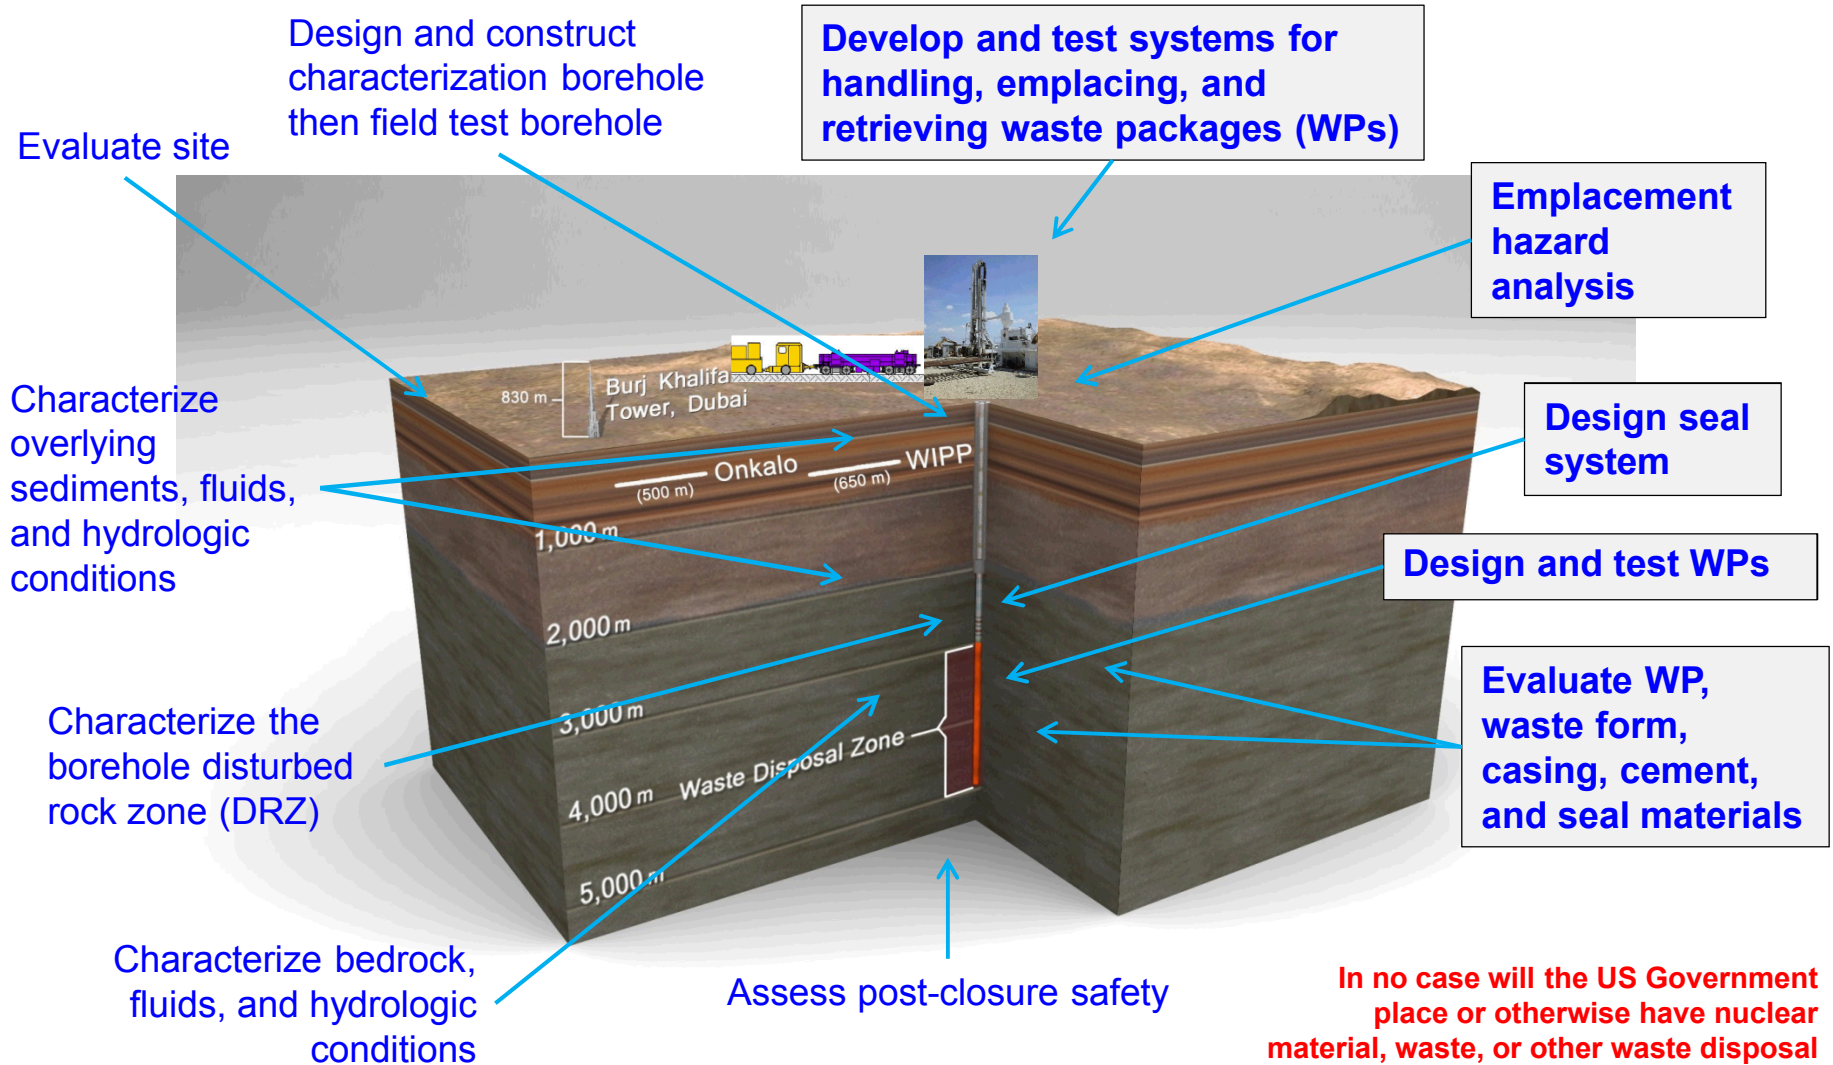 Design and construct
characterization borehole
then field test borehole
Develop and test systems for
handling, emplacing, and
retrieving waste packages (WPs)
Evaluate site
Emplacement
hazard
analysis
830 m
Burj Khalifa
Tower, Dubai
Characterize
overlying
sediments, fluids,
and hydrologic
conditions
Design seal
system
Onkalo
(500 m)
WIPP
(650 m)
1,000 m
Design and test WPs
2,000 m
Evaluate WP,
waste form,
casing, cement,
and seal materials
3,000 m
Characterize the
borehole disturbed
rock zone (DRZ)
Waste Disposal Zone
4,000 m
5,000 m
Characterize bedrock,
fluids, and hydrologic
conditions
Assess post-closure safety
In no case will the US Government
place or otherwise have nuclear
material, waste, or other waste disposal